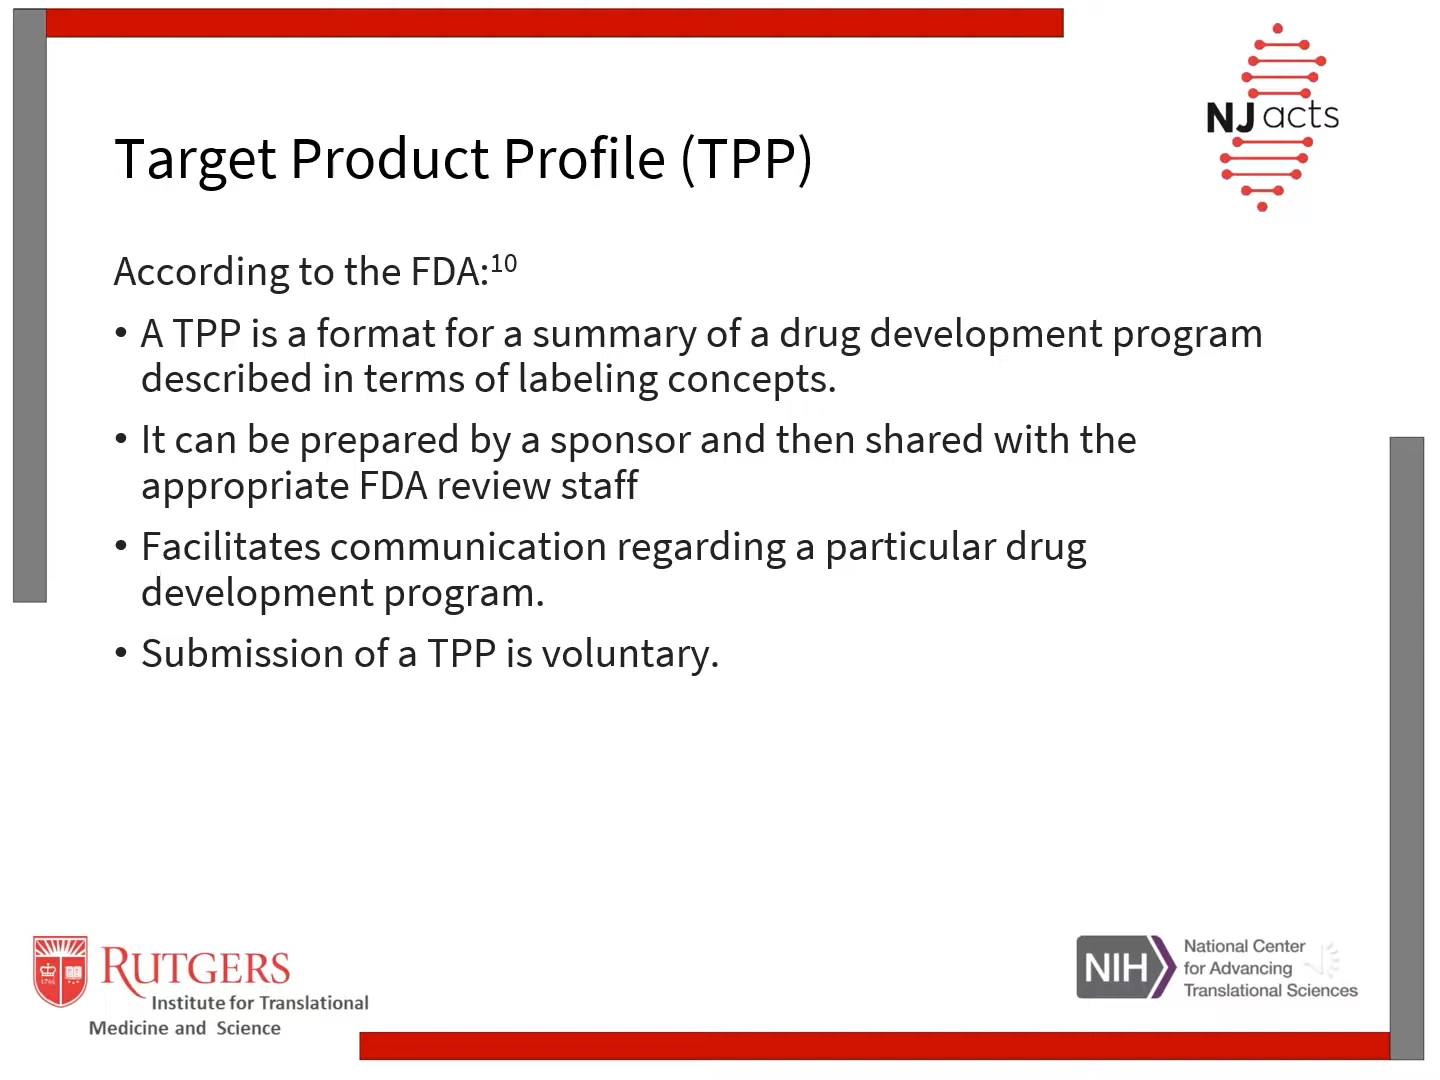 NJ acts
Target Product Profile (TPP)
According to the FDA:10
• A TPP is a format for a summary of a drug development program
described in terms of labeling concepts.
• It can be prepared by a sponsor and then shared with the
appropriate FDA review staff
• Facilitates communication regarding a particular drug
development program.
• Submission of a TPP is voluntary.
1766
RUTGERS
Institute for Translational
Medicine and Science
NIH
National Center
for Advancing
Translational Sciences